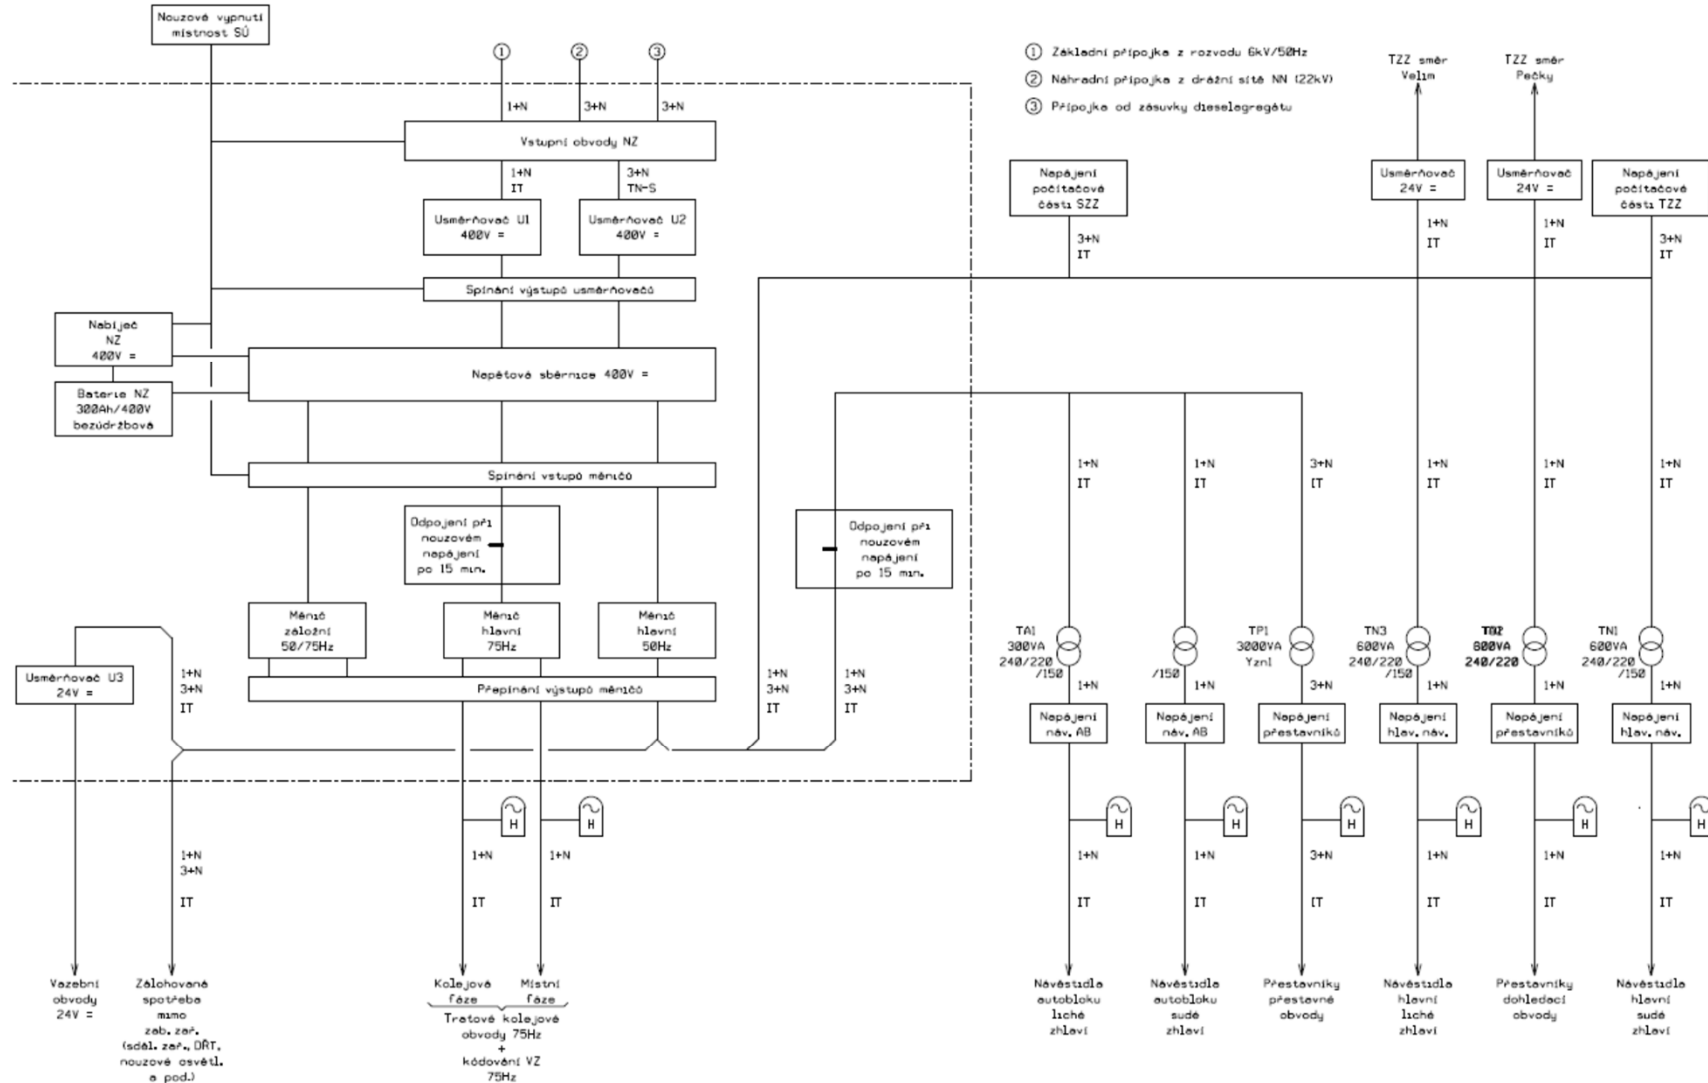 Nouzové vypnutí
místnost SÚ
1
2
3
1 Základní přípojka z rozvodu 6kV/50Hz
2 Náhradní přípojka z drážní sítě NN (22kV)
3 Přípojka od zásuvky dieselagregátu
TZZ směr
Velim
TZZ směr
Pečky
1+N
3+N
3+N
Vstupní obvody NZ
1+N
IT
3+N
TN-S
Usměrňovač U1
400V =
Usměrňovač U2
400V =
Spínání výstupů usměrňovačů
Nabíječ
NZ
400V =
Baterie NZ
300Ah/400V
bezúdržbová
Napěťová sběrnice 400V =
Spínání vstupů měničů
Odpojení při
nouzovém
napájení
po 15 min.
Odpojení při
nouzovém
napájení
po 15 min.
Měnič
záložní
50/75Hz
Měnič
hlavní
75Hz
Měnič
hlavní
50Hz
Přepínání výstupů měničů
Usměrňovač U3
24V =
1+N
3+N
IT
1+N
3+N
IT
1+N
3+N
IT
Napájení
počítačové
části SZZ
3+N
IT
Usměrňovač
24V =
1+N
IT
Usměrňovač
24V =
1+N
IT
Napájení
počítačové
části TZZ
3+N
IT
1+N
IT
1+N
IT
3+N
IT
1+N
IT
1+N
IT
1+N
IT
TA1
300VA
240/220
/150
/150
TP1
3000VA
Yzn1
TN3
600VA
240/220
/150
240/220
TN1
600VA
240/220
/150
1+N
1+N
3+N
1+N
1+N
1+N
Napájení
náv. AB
Napájení
náv. AB
Napájení
přestavníků
Napájení
hlav. náv.
Napájení
přestavníků
Napájení
hlav. náv.
H
H
H
H
H
H
H
H
1+N
3+N
IT
1+N
IT
1+N
IT
1+N
IT
1+N
IT
3+N
IT
1+N
IT
1+N
IT
1+N
IT
Vazební
obvody
24V =
Zálohovaná
spotřeba
mimo
zab. zař.
(sděl. zař., DŘT,
nouzové osvětl.
a pod.)
Kolejová
fáze
Místní
fáze
Traťové kolejové
obvody 75Hz
+
kódování VZ
75Hz
Návěstidla
autobloku
liché
zhlaví
Návěstidla
autobloku
sudé
zhlaví
Přestavníky
přestavné
obvody
Návěstidla
hlavní
liché
zhlaví
Přestavníky
dohlédací
obvody
Návěstidla
hlavní
sudé
zhlaví